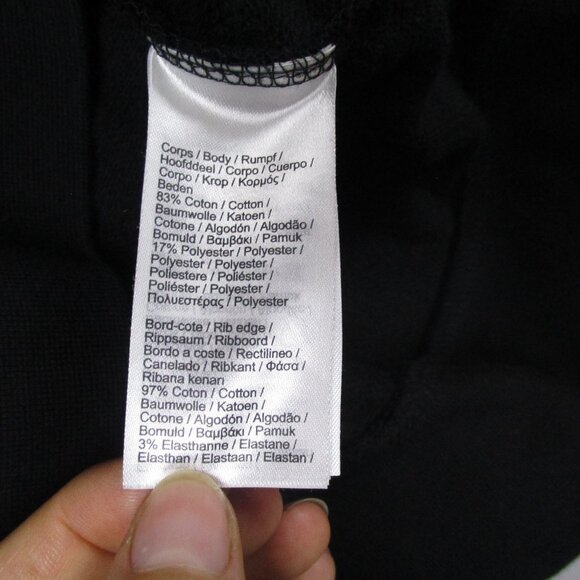 Corps / Body / Rumpf /
Hoofddeel / Corpo / Cuerpo /
Corpo / Krop / Κορμός /
Beden
83% Coton / Cotton /
Baumwolle / Katoen /
Cotone / Algodón / Algodão /
Bomuld / Βαμβάκι / Pamuk
17% Polyester / Polyester /
Polyester / Polyester /
Poliestere / Poliéster /
Poliéster / Polyester /
Πολυεστέρας / Polyester
Bord-cote / Rib edge /
Rippsaum / Ribboord /
Bordo a coste / Rectilineo /
Canelado / Ribkant / Φάσα /
Ribana kenarı
97% Coton / Cotton /
Baumwolle / Katoen /
Cotone / Algodón / Algodão /
Bomuld / Βαμβάκι / Pamuk
3% Elasthanne / Elastane /
Elasthan / Elastaan / Elastan /